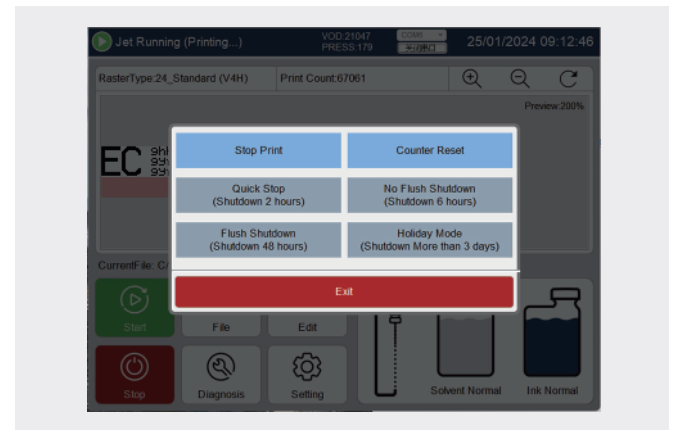 Jet Running (Printing...)
VOD:21047
PRESS:179
COM6
25/01/2024 09:12:46
RasterType:24_Standard (V4H)
Print Count:67061
Preview:200%
EC
Stop Print
Counter Reset
Quick Stop
(Shutdown 2 hours)
No Flush Shutdown
(Shutdown 6 hours)
Flush Shutdown
(Shutdown 48 hours)
Holiday Mode
(Shutdown More than 3 days)
CurrentFile: C/
Exit
Start
File
Edit
Stop
Diagnosis
Setting
Solvent Normal
Ink Normal